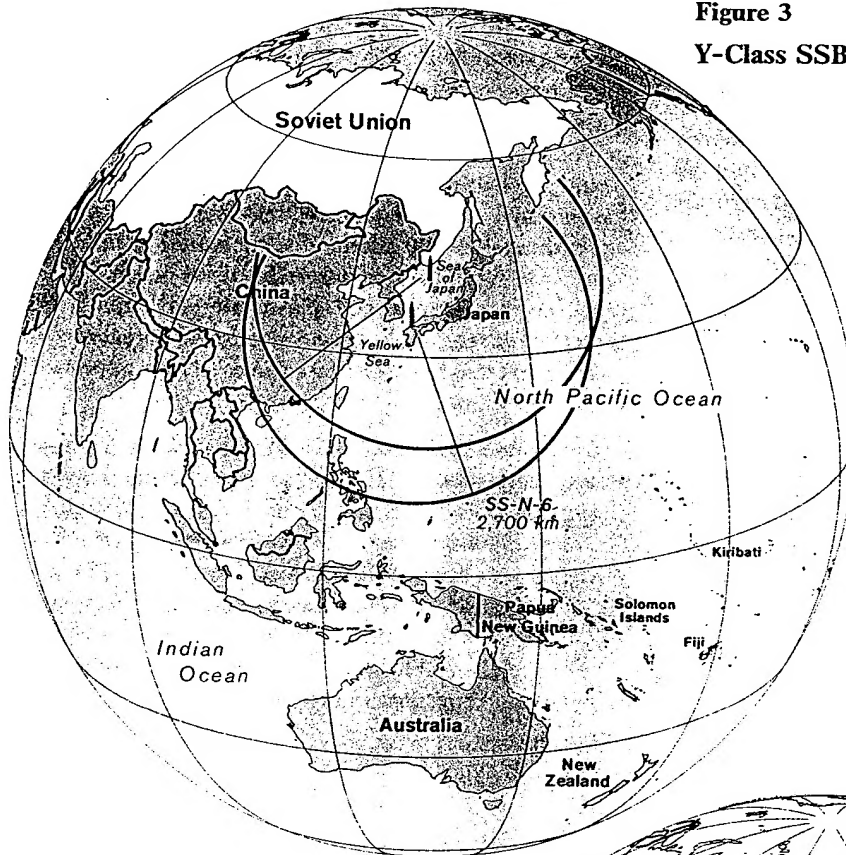 Figure 3
Y-Class SSB
Soviet Union
China
Sea
of
Japan
Japan
Yellow
Sea
North Pacific Ocean
SS-N-6
2,700 km
Kiribati
Papua
New Guinea
Solomon
Islands
Fiji
Indian
Ocean
Australia
New
Zealand